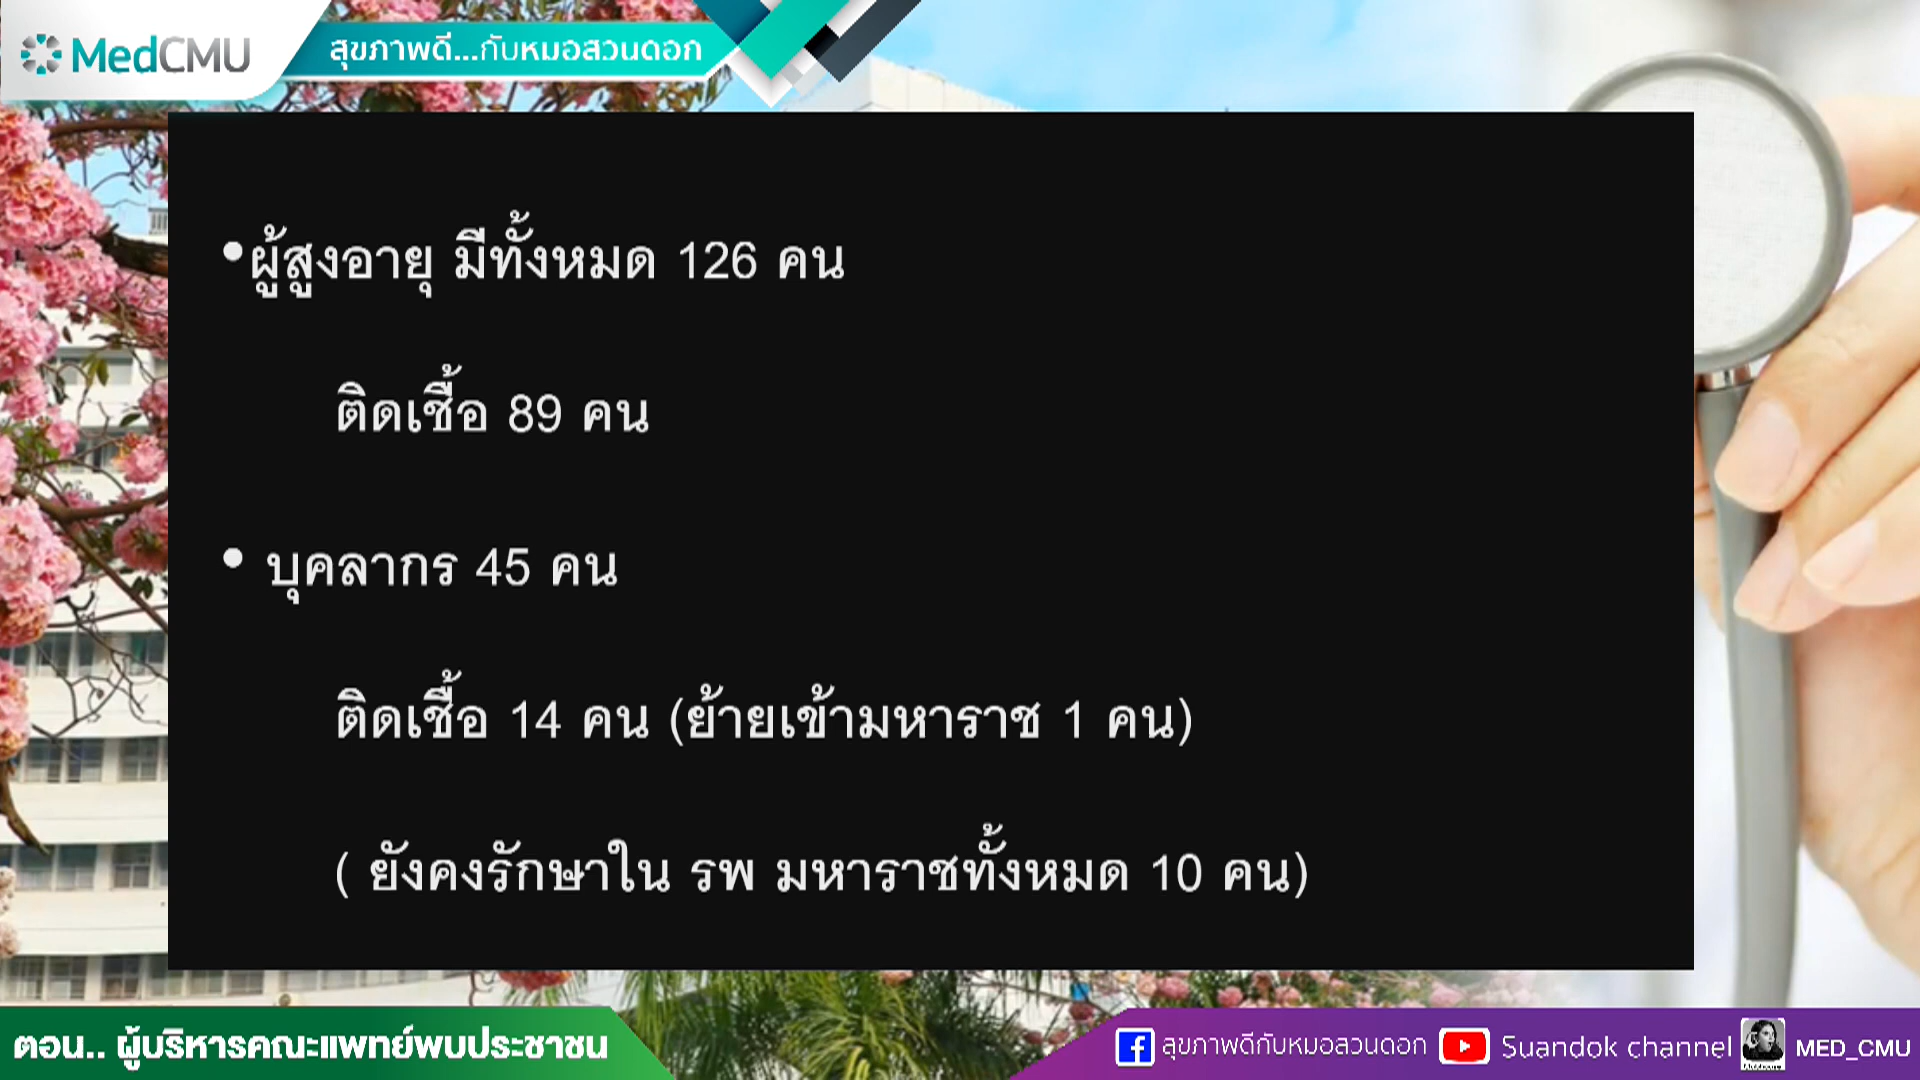 MedCMU
สุขภาพดี...กับหมอสวนดอก
•ผู้สูงอายุ มีทั้งหมด 126 คน
ติดเชื้อ 89 คน
• บุคลากร 45 คน
ติดเชื้อ 14 คน (ย้ายเข้ามหาราช 1 คน)
( ยังคงรักษาใน รพ มหาราชทั้งหมด 10 คน)
ตอน.. ผู้บริหารคณะแพทย์พบประชาชน
สุขภาพดีกับหมอสวนดอก Suandok channel MED_CMU